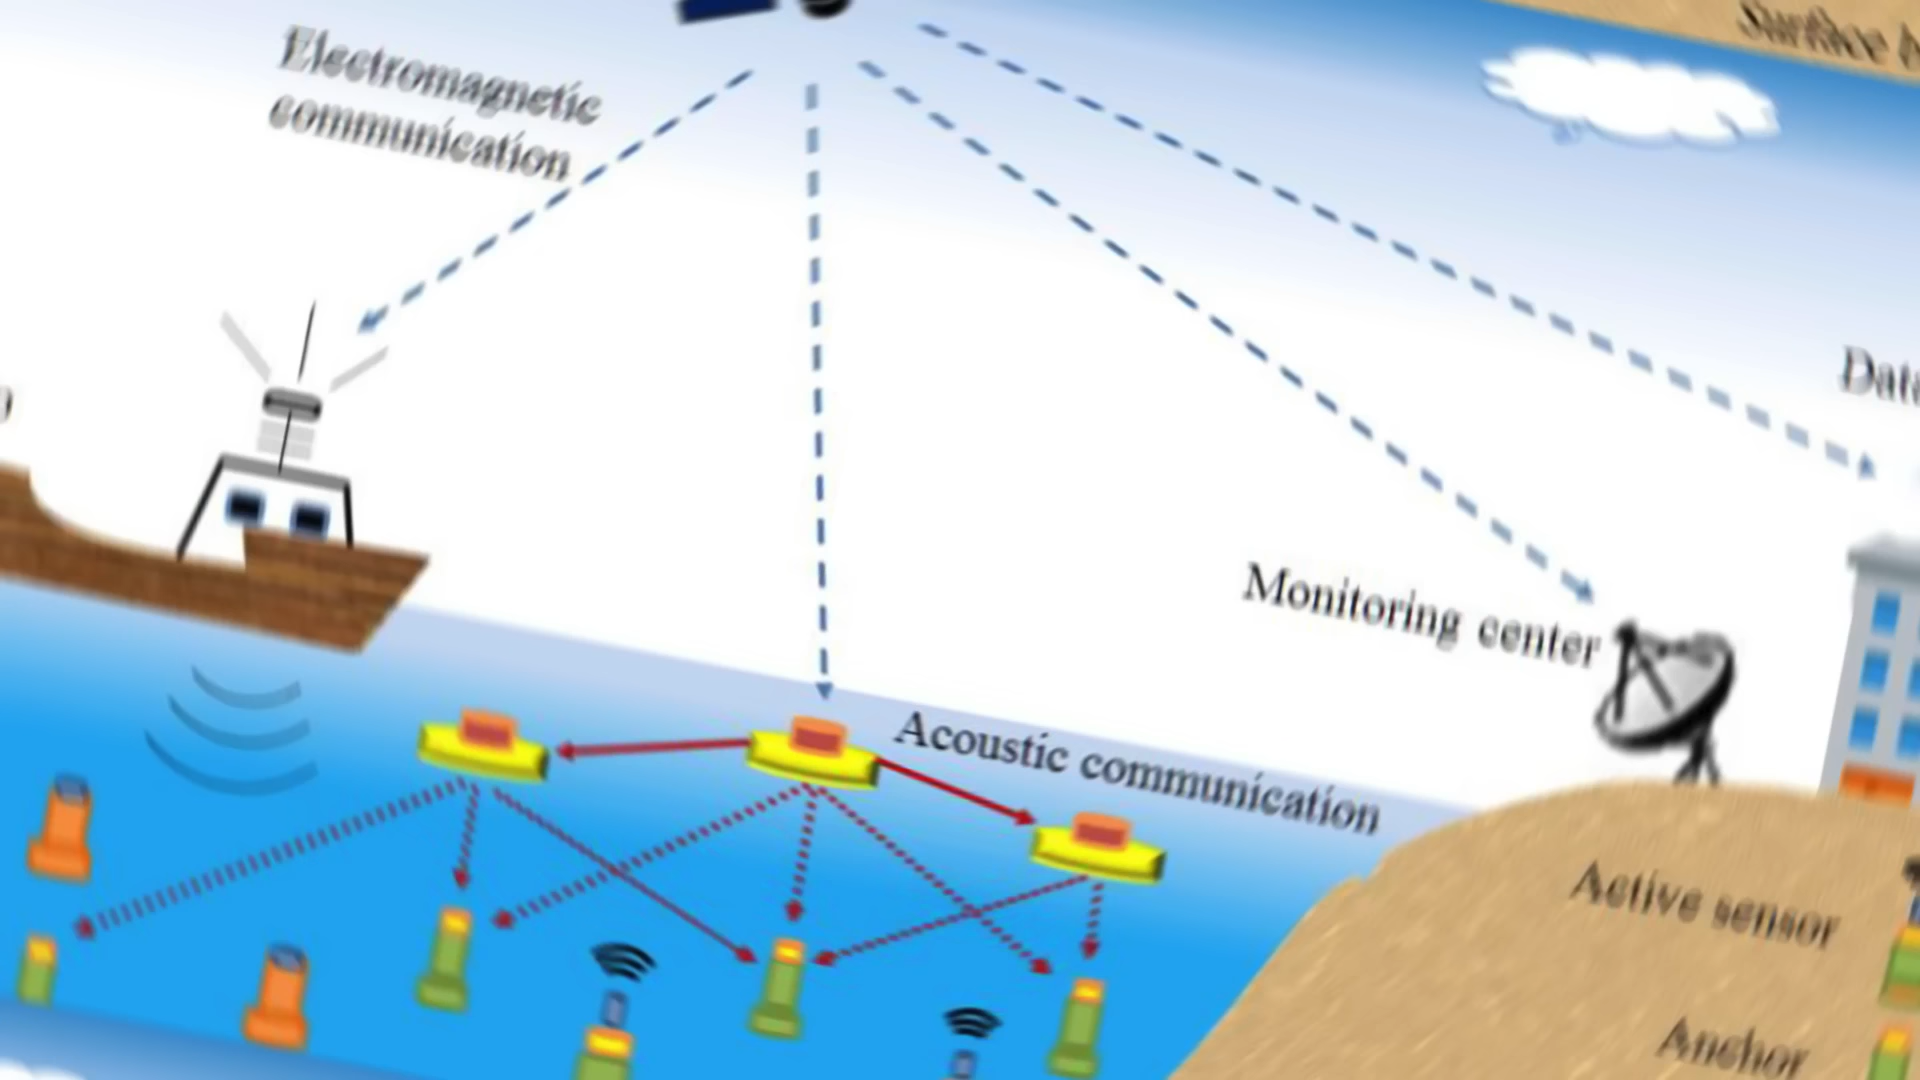 Electromagnetic
communication
Monitoring center
Acoustic communication
Active sensor
Anchor